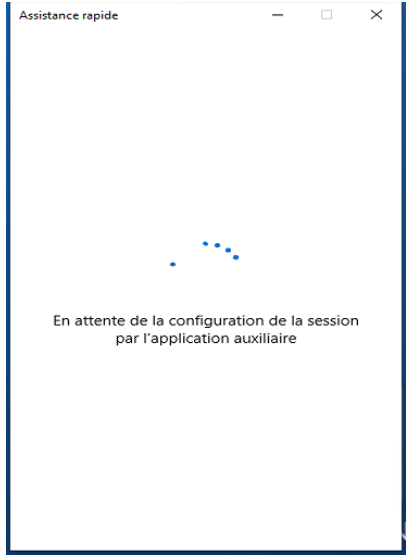 Assistance rapide
En attente de la configuration de la session
par l'application auxiliaire